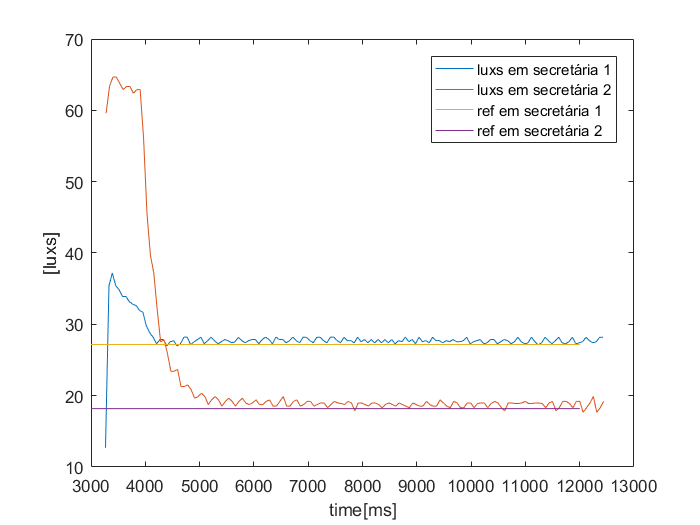 70
60
50
40
30
20
10
[luxs]
luxs em secretária 1
luxs em secretária 2
ref em secretária 1
ref em secretária 2
3000 4000 5000 6000 7000 8000 9000 10000 11000 12000 13000
time[ms]